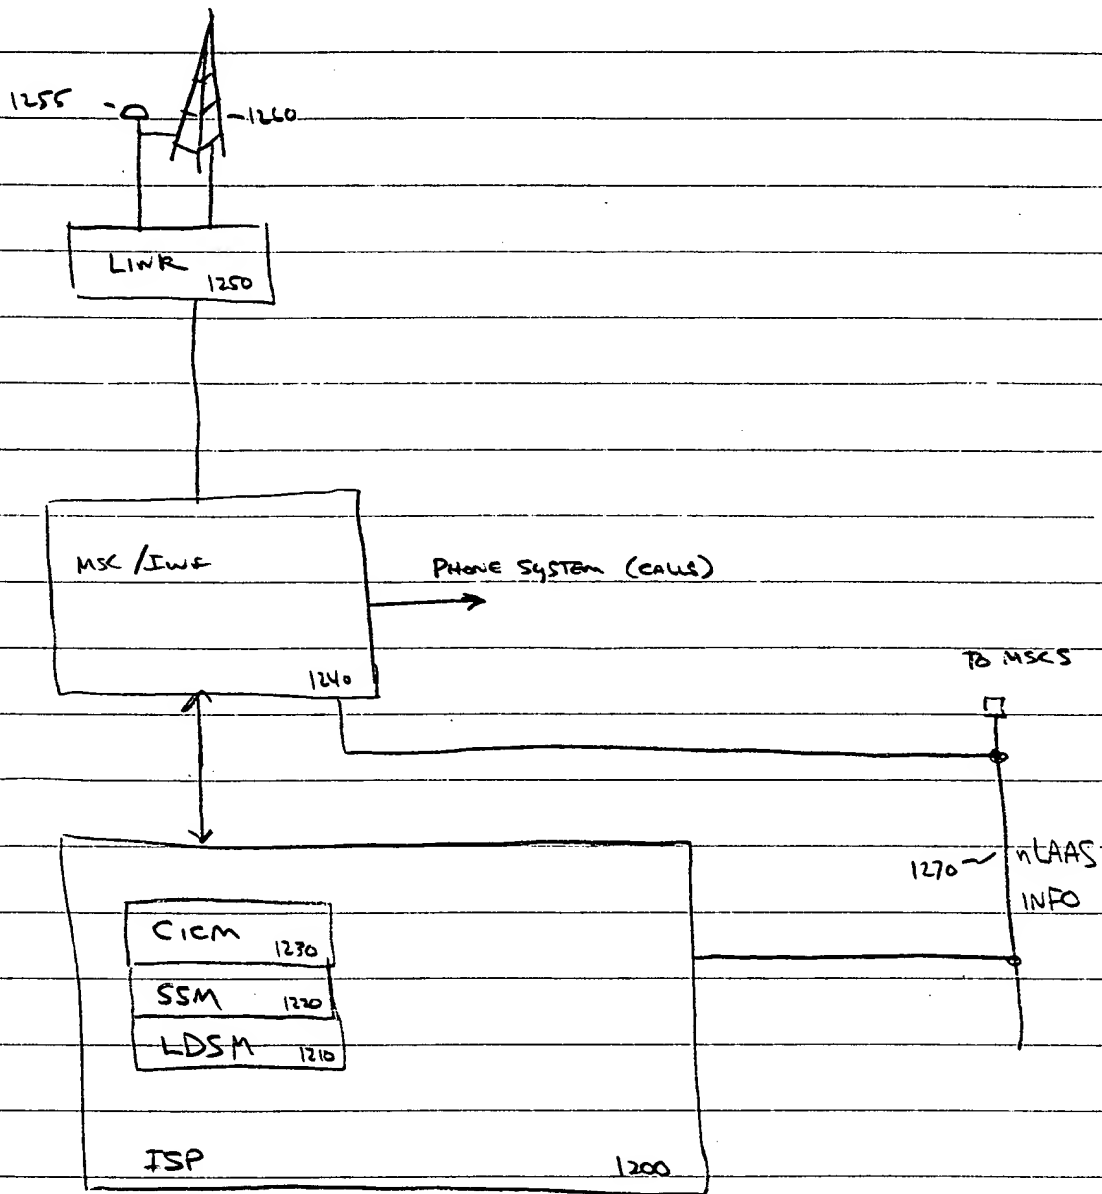 1255
1260
LINK
1250
MSC/IWF
PHONE SYSTEM (CALLS)
1240
TO MSCS
1270
nLAAS
INFO
CICM 1230
SSM 1220
LDSM 1210
ISP 1200